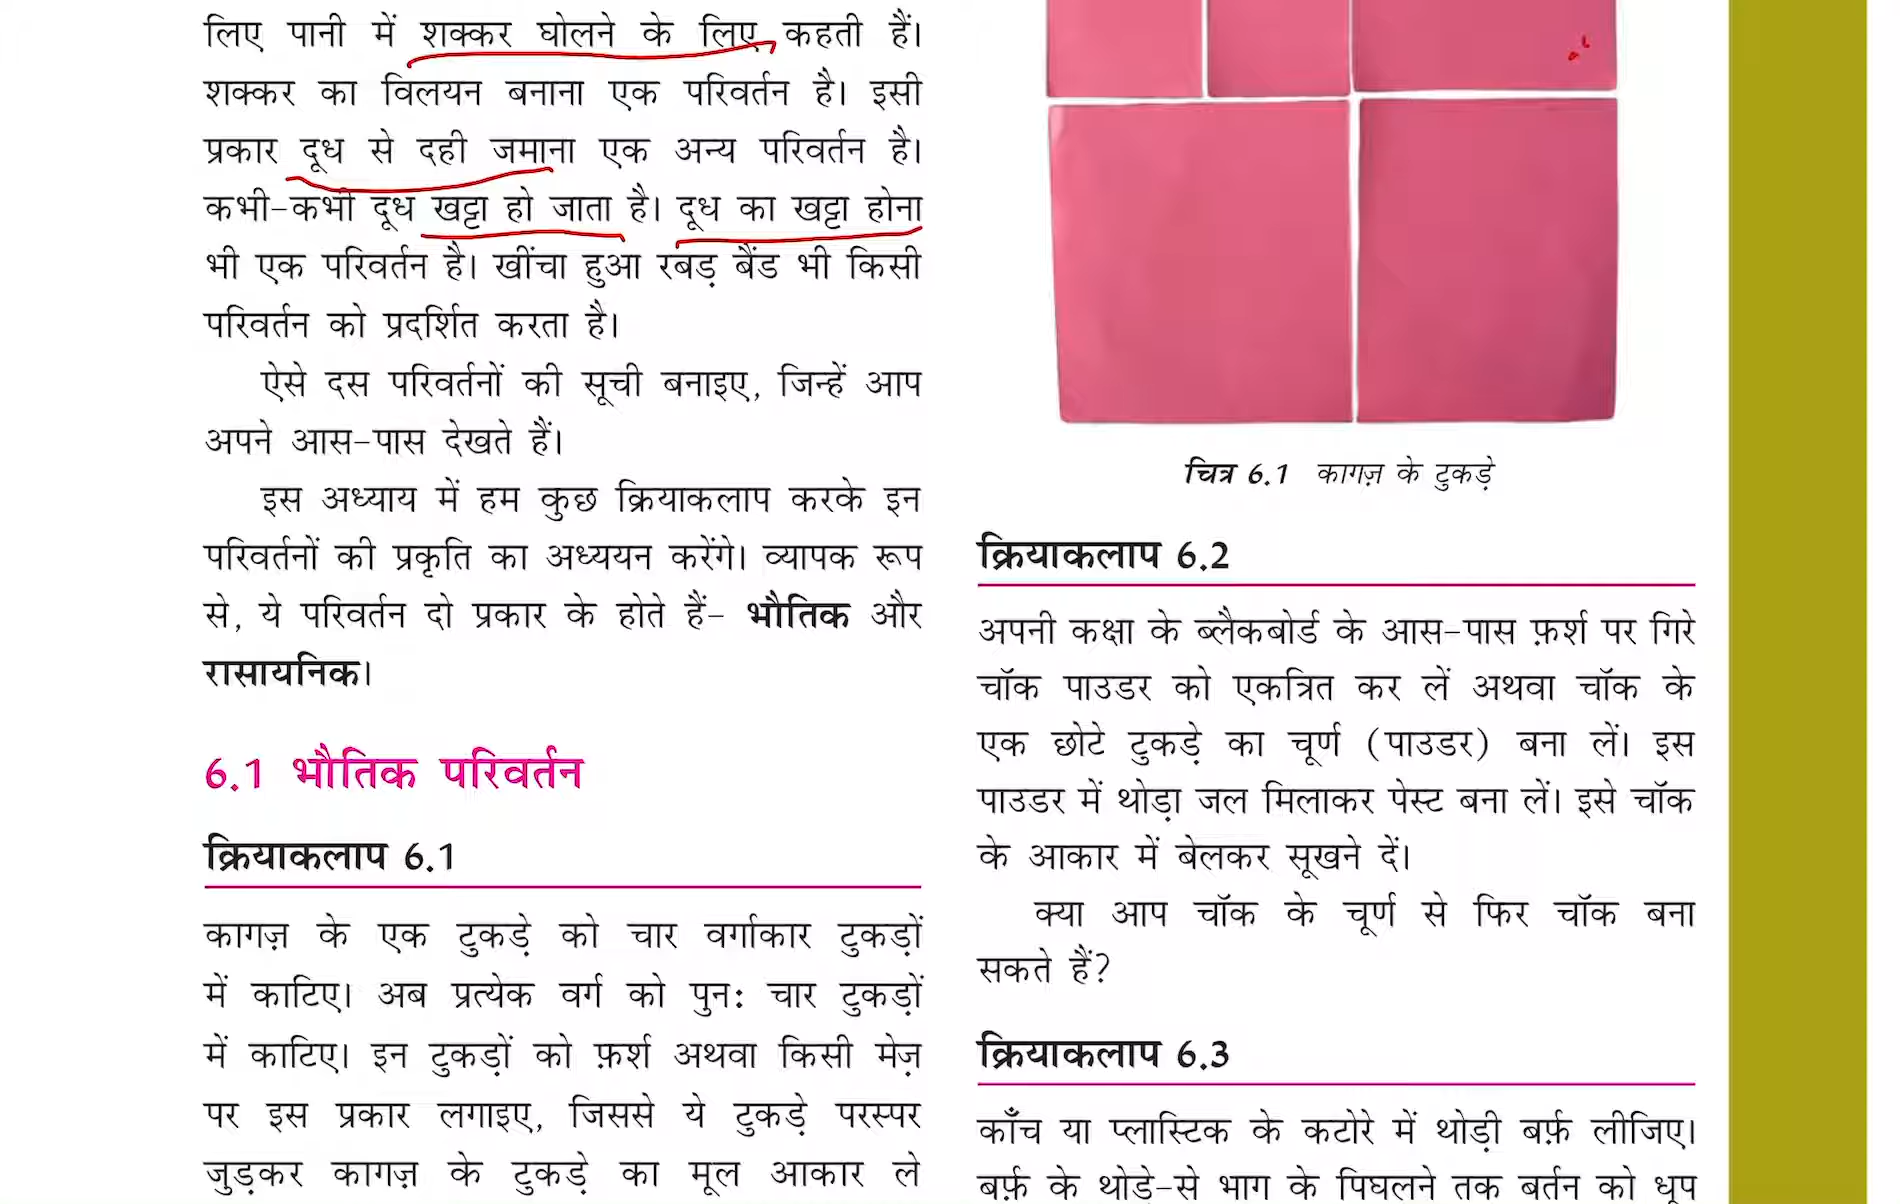 लिए पानी में शक्कर घोलने के लिए कहती हैं।
शक्कर का विलयन बनाना एक परिवर्तन है। इसी
प्रकार दूध से दही जमाना एक अन्य परिवर्तन है।
कभी-कभी दूध खट्टा हो जाता है। दूध का खट्टा होना
भी एक परिवर्तन है। खींचा हुआ रबड़ बैंड भी किसी
परिवर्तन को प्रदर्शित करता है।
ऐसे दस परिवर्तनों की सूची बनाइए, जिन्हें आप
अपने आस-पास देखते हैं।
इस अध्याय में हम कुछ क्रियाकलाप करके इन
परिवर्तनों की प्रकृति का अध्ययन करेंगे। व्यापक रूप
से, ये परिवर्तन दो प्रकार के होते हैं- भौतिक और
रासायनिक।
6.1 भौतिक परिवर्तन
क्रियाकलाप 6.1
कागज़ के एक टुकड़े को चार वर्गाकार टुकड़ों
में काटिए। अब प्रत्येक वर्ग को पुन: चार टुकड़ों
में काटिए। इन टुकड़ों को फ़र्श अथवा किसी मेज़
पर इस प्रकार लगाइए, जिससे ये टुकड़े परस्पर
जुड़कर कागज़ के टुकड़े का मूल आकार ले
चित्र 6.1 कागज़ के टुकड़े
क्रियाकलाप 6.2
अपनी कक्षा के ब्लैकबोर्ड के आस-पास फ़र्श पर गिरे
चॉक पाउडर को एकत्रित कर लें अथवा चॉक के
एक छोटे टुकड़े का चूर्ण (पाउडर) बना लें। इस
पाउडर में थोड़ा जल मिलाकर पेस्ट बना लें। इसे चॉक
के आकार में बेलकर सूखने दें।
क्या आप चॉक के चूर्ण से फिर चॉक बना
सकते हैं?
क्रियाकलाप 6.3
काँच या प्लास्टिक के कटोरे में थोड़ी बर्फ़ लीजिए।
बर्फ़ के थोडे-से भाग के पिघलने तक बर्तन को धूप